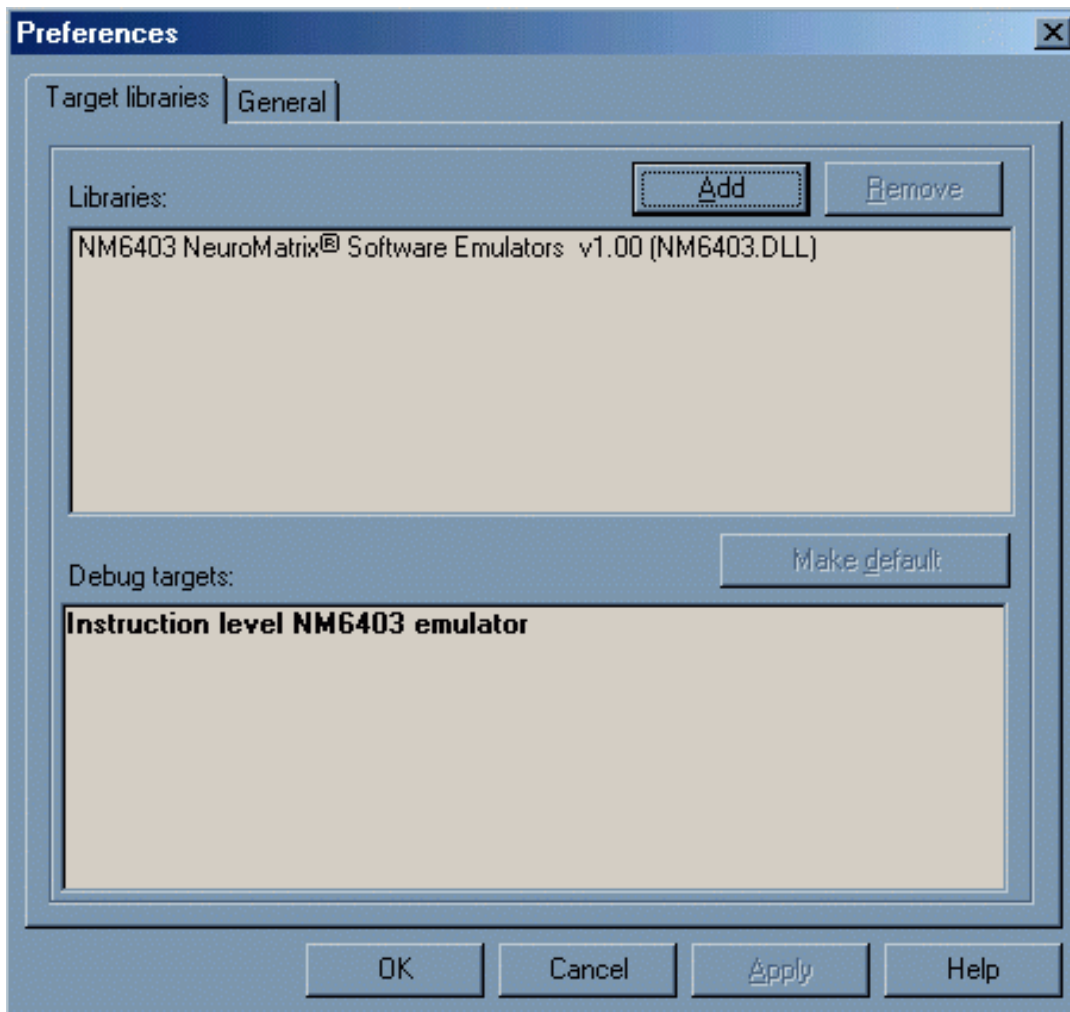 Preferences
Target libraries General
Libraries: Add Remove
NM6403 NeuroMatrix® Software Emulators  v1.00 (NM6403.DLL)
Make default
Debug targets:
Instruction level NM6403 emulator
OK Cancel Apply Help